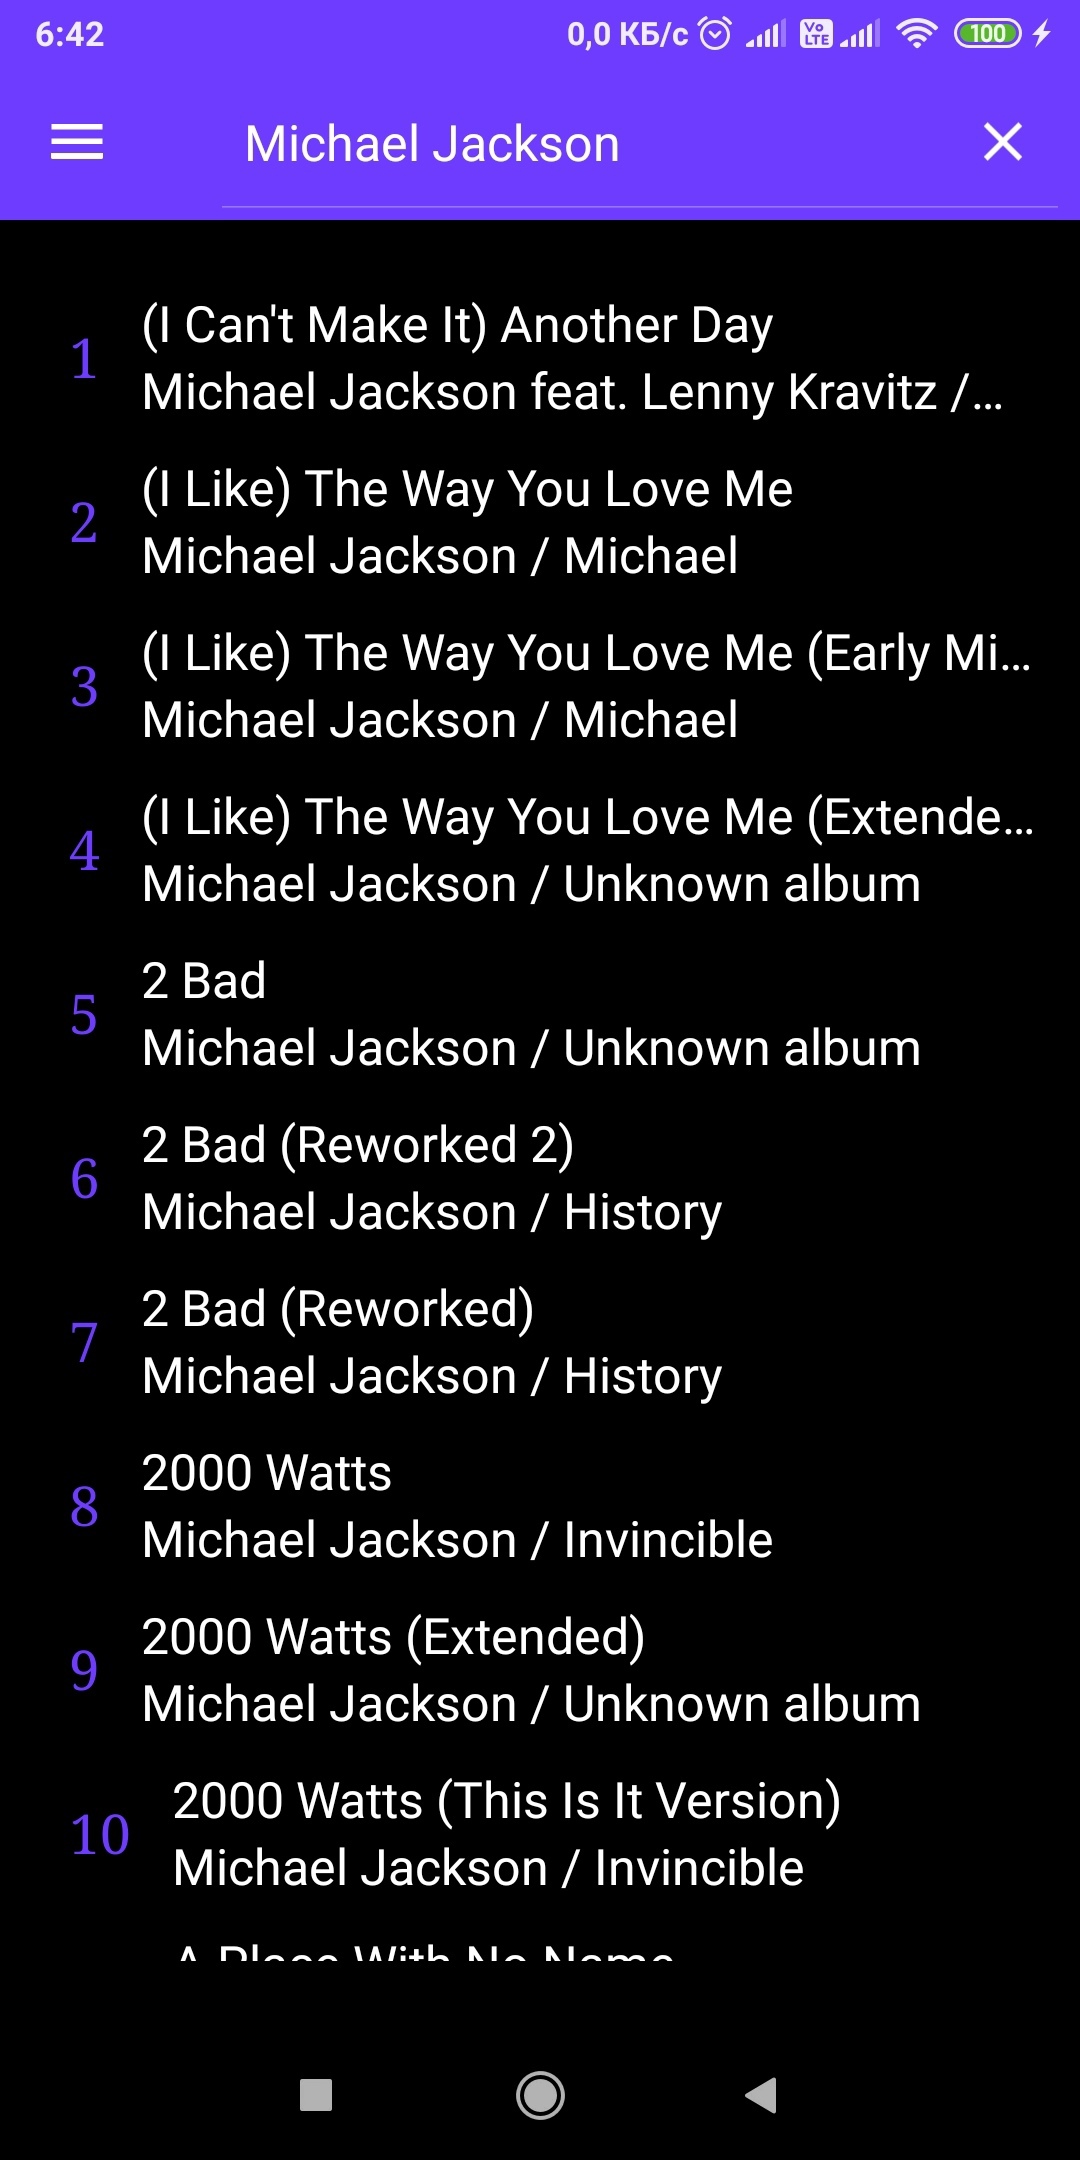 6:42
0,0 КБ/с
Vo LTE
100
Michael Jackson
1
(I Can't Make It) Another Day
Michael Jackson feat. Lenny Kravitz /...
2
(I Like) The Way You Love Me
Michael Jackson / Michael
3
(I Like) The Way You Love Me (Early Mi...
Michael Jackson / Michael
4
(I Like) The Way You Love Me (Extende...
Michael Jackson / Unknown album
5
2 Bad
Michael Jackson / Unknown album
6
2 Bad (Reworked 2)
Michael Jackson / History
7
2 Bad (Reworked)
Michael Jackson / History
8
2000 Watts
Michael Jackson / Invincible
9
2000 Watts (Extended)
Michael Jackson / Unknown album
10
2000 Watts (This Is It Version)
Michael Jackson / Invincible
A Place With No Name